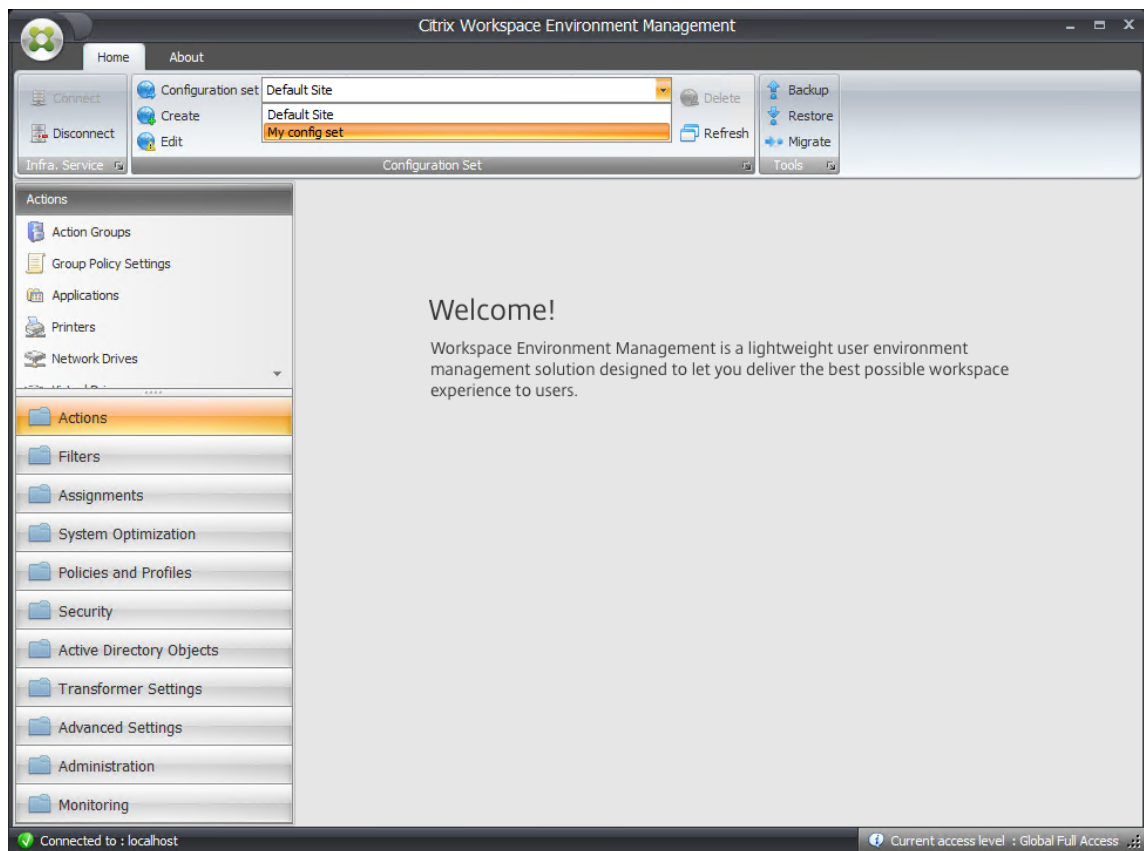 Citrix Workspace Environment Management
Home
About
Connect
Disconnect
Infra. Service
Configuration set
Default Site
Create
Default Site
Edit
My config set
Delete
Refresh
Configuration Set
Backup
Restore
Migrate
Tools
Actions
Action Groups
Group Policy Settings
Applications
Printers
Network Drives
Actions
Filters
Assignments
System Optimization
Policies and Profiles
Security
Active Directory Objects
Transformer Settings
Advanced Settings
Administration
Monitoring
Welcome!
Workspace Environment Management is a lightweight user environment
management solution designed to let you deliver the best possible workspace
experience to users.
Connected to : localhost
Current access level : Global Full Access